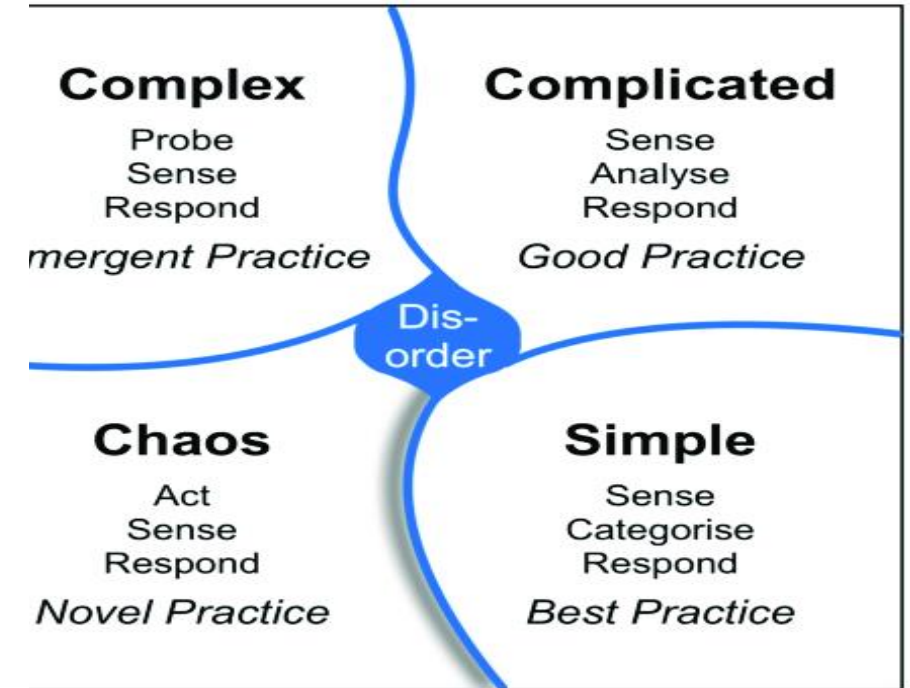 Complex
Probe
Sense
Respond
mergent Practice
Complicated
Sense
Analyse
Respond
Good Practice
Dis-
order
Chaos
Act
Sense
Respond
Novel Practice
Simple
Sense
Categorise
Respond
Best Practice